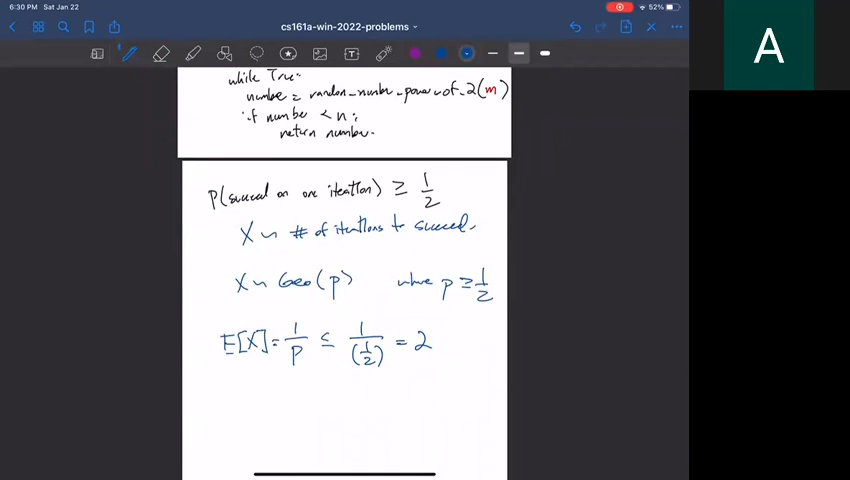 6:30 PM Sat Jan 22
52%
cs161a-win-2022-problems
while True:
number = random_number_power_of_2(m)
if number < n:
return number.
P(succeed on one iteration) ≥ 1/2
X ~ # of iterations to succeed.
X ~ Geo(p) where p ≥ 1/2
E[X] = 1/p ≤ 1/(1/2) = 2
A